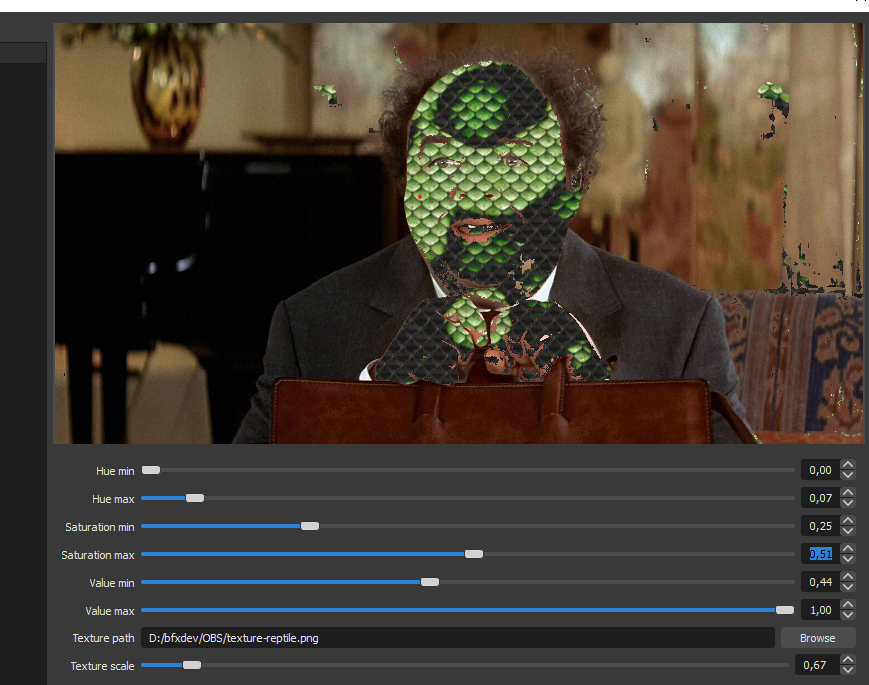 Hue min 0,00
Hue max 0,07
Saturation min 0,25
Saturation max 0,51
Value min 0,44
Value max 1,00
Texture path D:/bfxdev/OBS/texture-reptile.png Browse
Texture scale 0,67